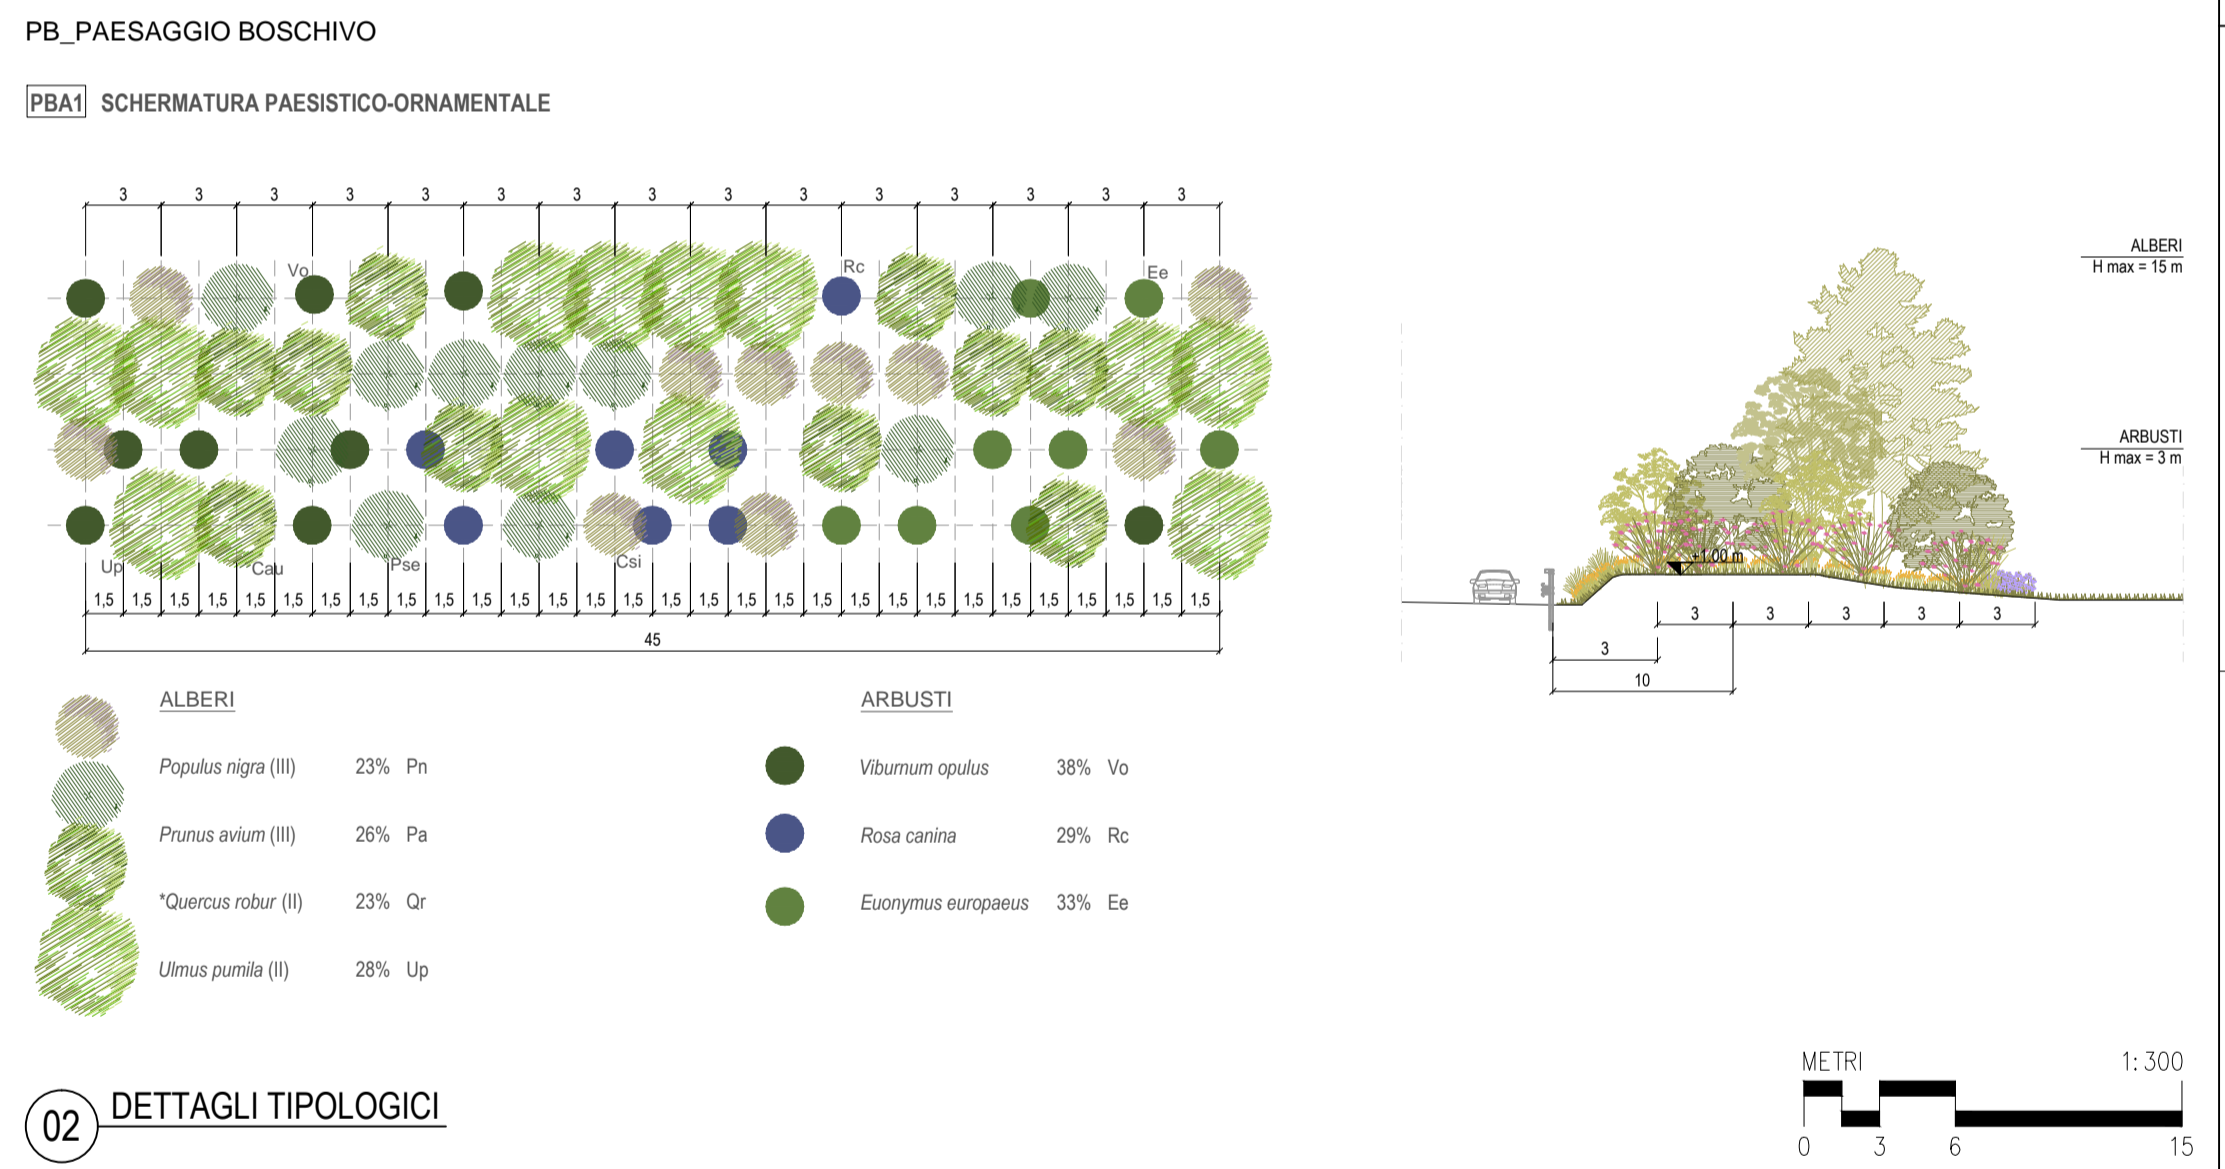 PB_PAESAGGIO BOSCHIVO
PBA1 SCHERMATURA PAESISTICO-ORNAMENTALE
3 3 3 3 3 3 3 3 3 3 3 3 3 3 3
Vo Rc Ee
Up Cau Pse Csi
1,5 1,5 1,5 1,5 1,5 1,5 1,5 1,5 1,5 1,5 1,5 1,5 1,5 1,5 1,5 1,5 1,5 1,5 1,5 1,5 1,5 1,5 1,5 1,5 1,5 1,5 1,5 1,5 1,5 1,5
45
ALBERI
H max = 15 m
ARBUSTI
H max = 3 m
+1.00 m
3 3 3 3 3
3
10
ALBERI
Populus nigra (III) 23% Pn
Prunus avium (III) 26% Pa
*Quercus robur (II) 23% Qr
Ulmus pumila (II) 28% Up
ARBUSTI
Viburnum opulus 38% Vo
Rosa canina 29% Rc
Euonymus europaeus 33% Ee
02 DETTAGLI TIPOLOGICI
METRI 1:300
0 3 6 15